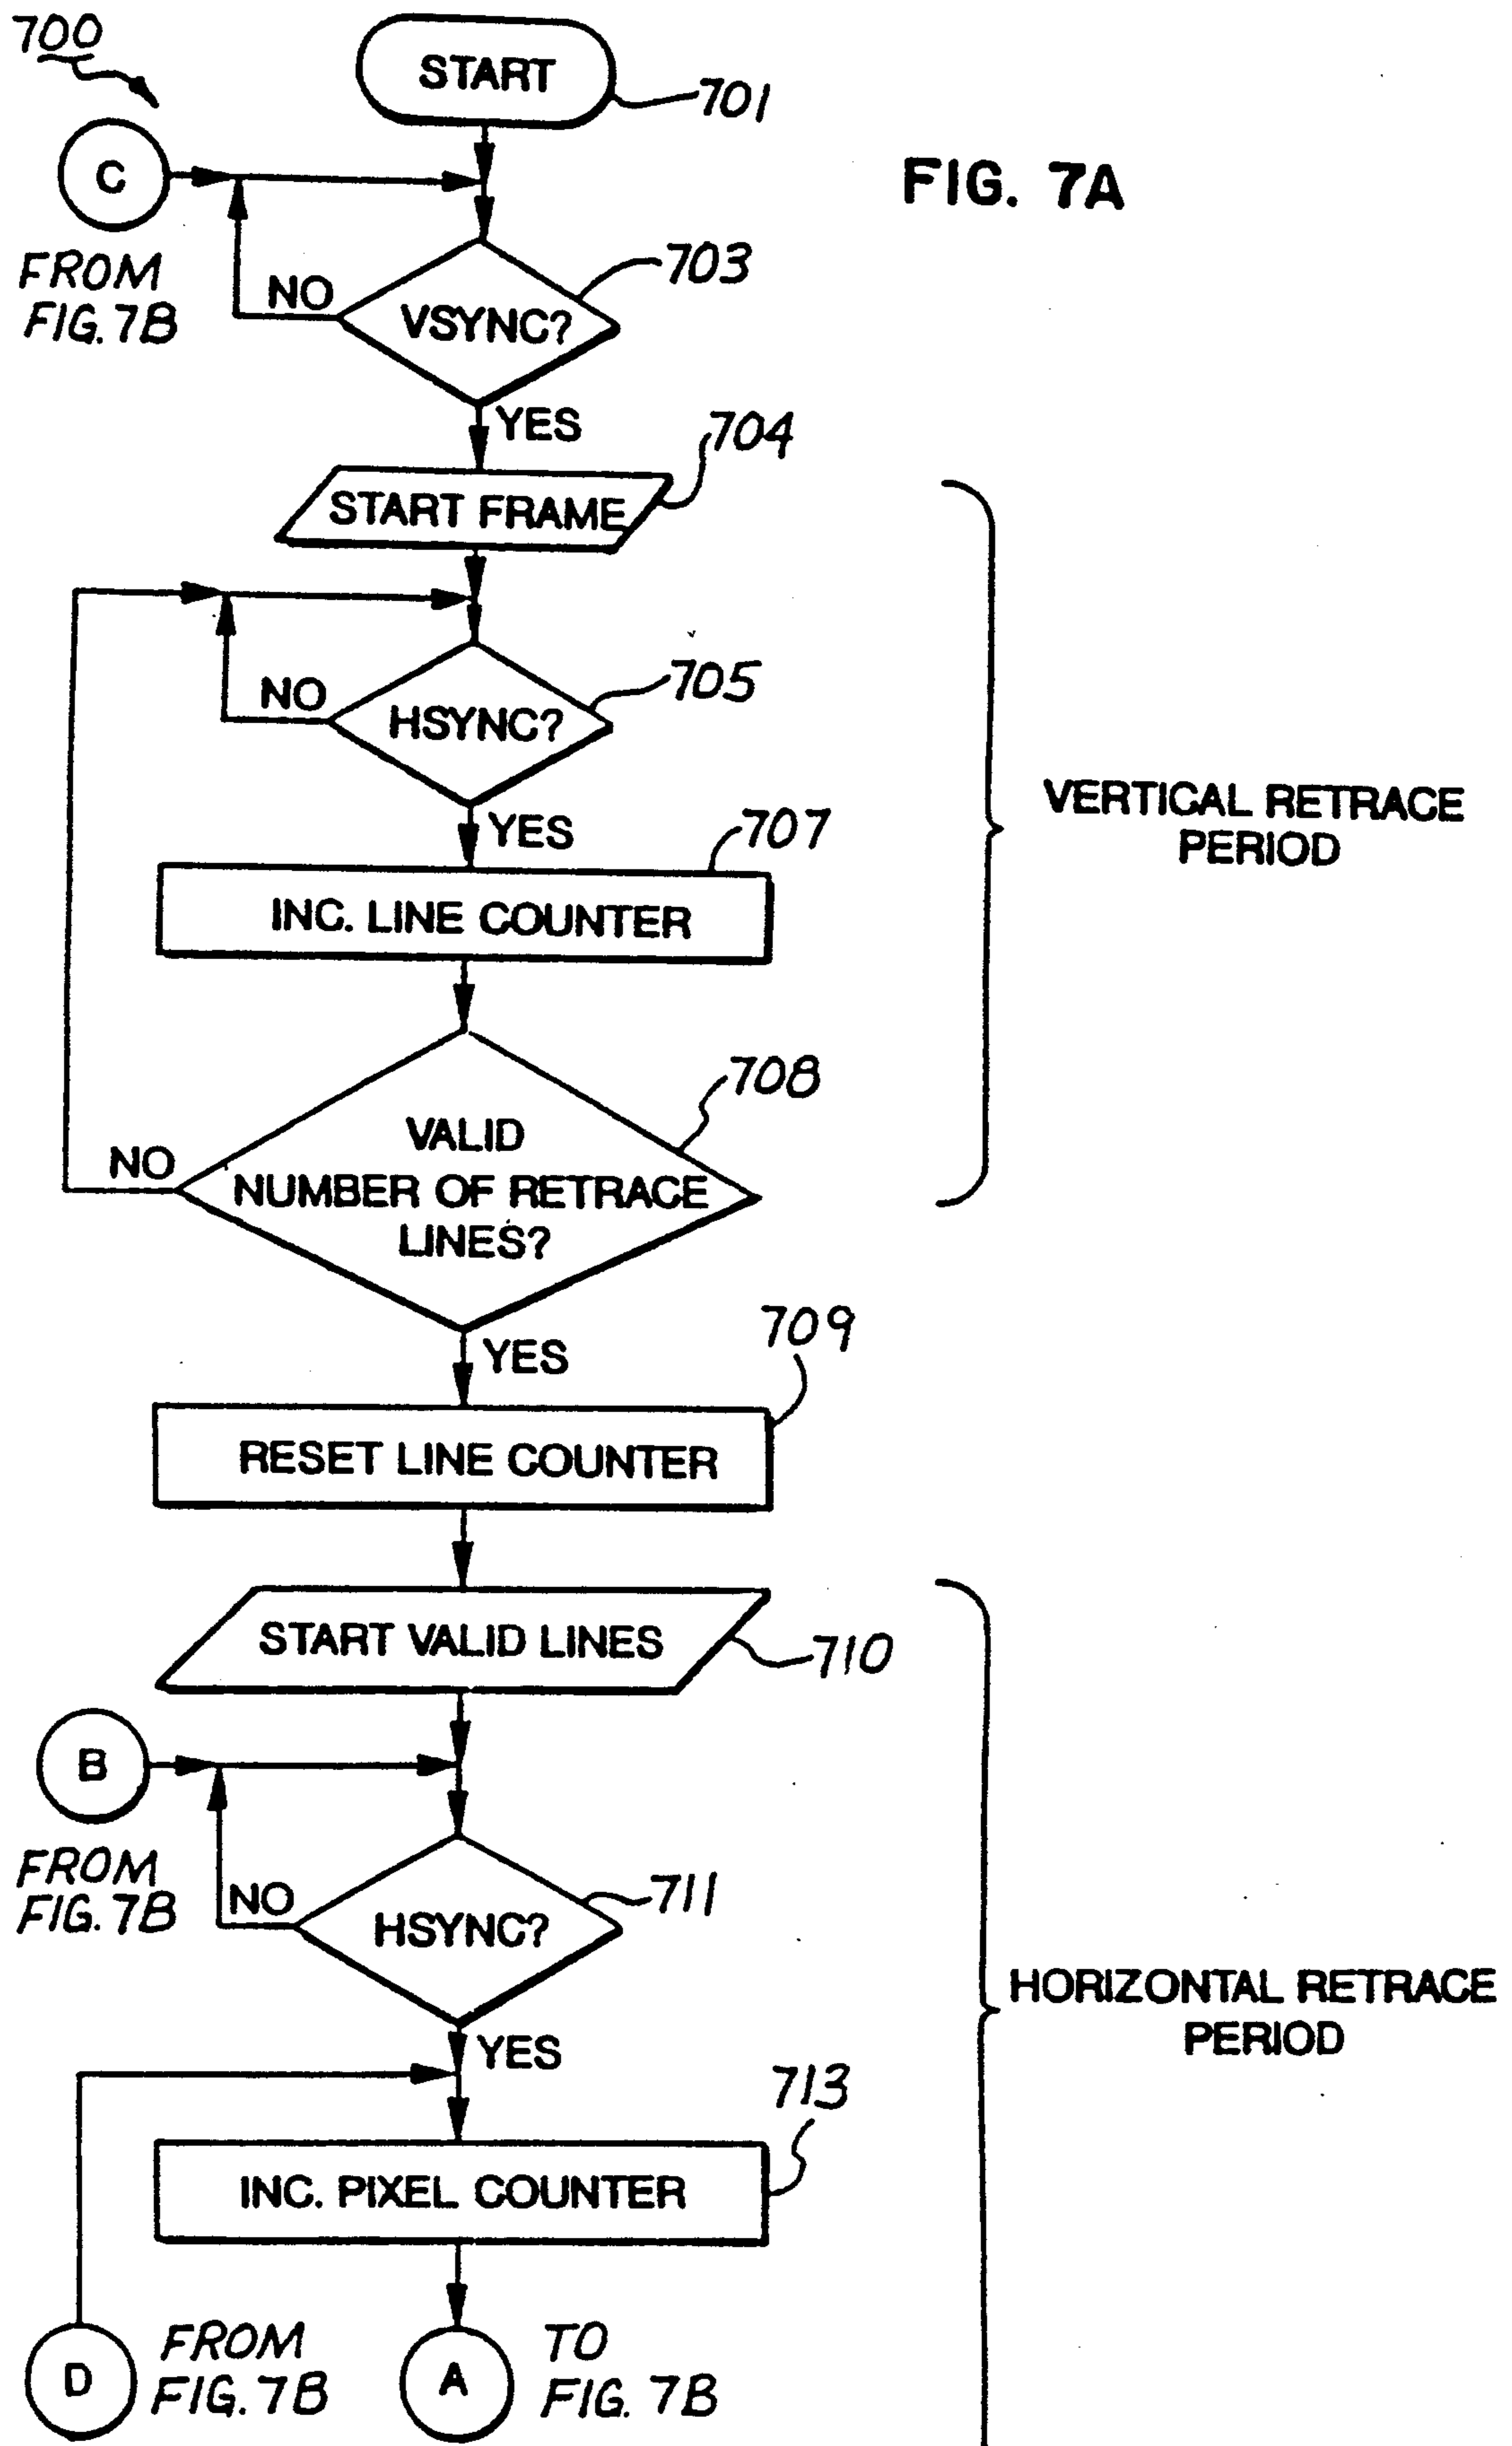 700
START
701
C
FIG. 7A
FROM
FIG. 7B
NO
VSYNC?
703
YES
704
START FRAME
NO
HSYNC?
705
YES
707
INC. LINE COUNTER
VERTICAL RETRACE
PERIOD
708
NO
VALID
NUMBER OF RETRACE
LINES?
YES
709
RESET LINE COUNTER
START VALID LINES
710
B
FROM
FIG. 7B
NO
HSYNC?
711
YES
HORIZONTAL RETRACE
PERIOD
713
INC. PIXEL COUNTER
D
FROM
FIG. 7B
A
TO
FIG. 7B